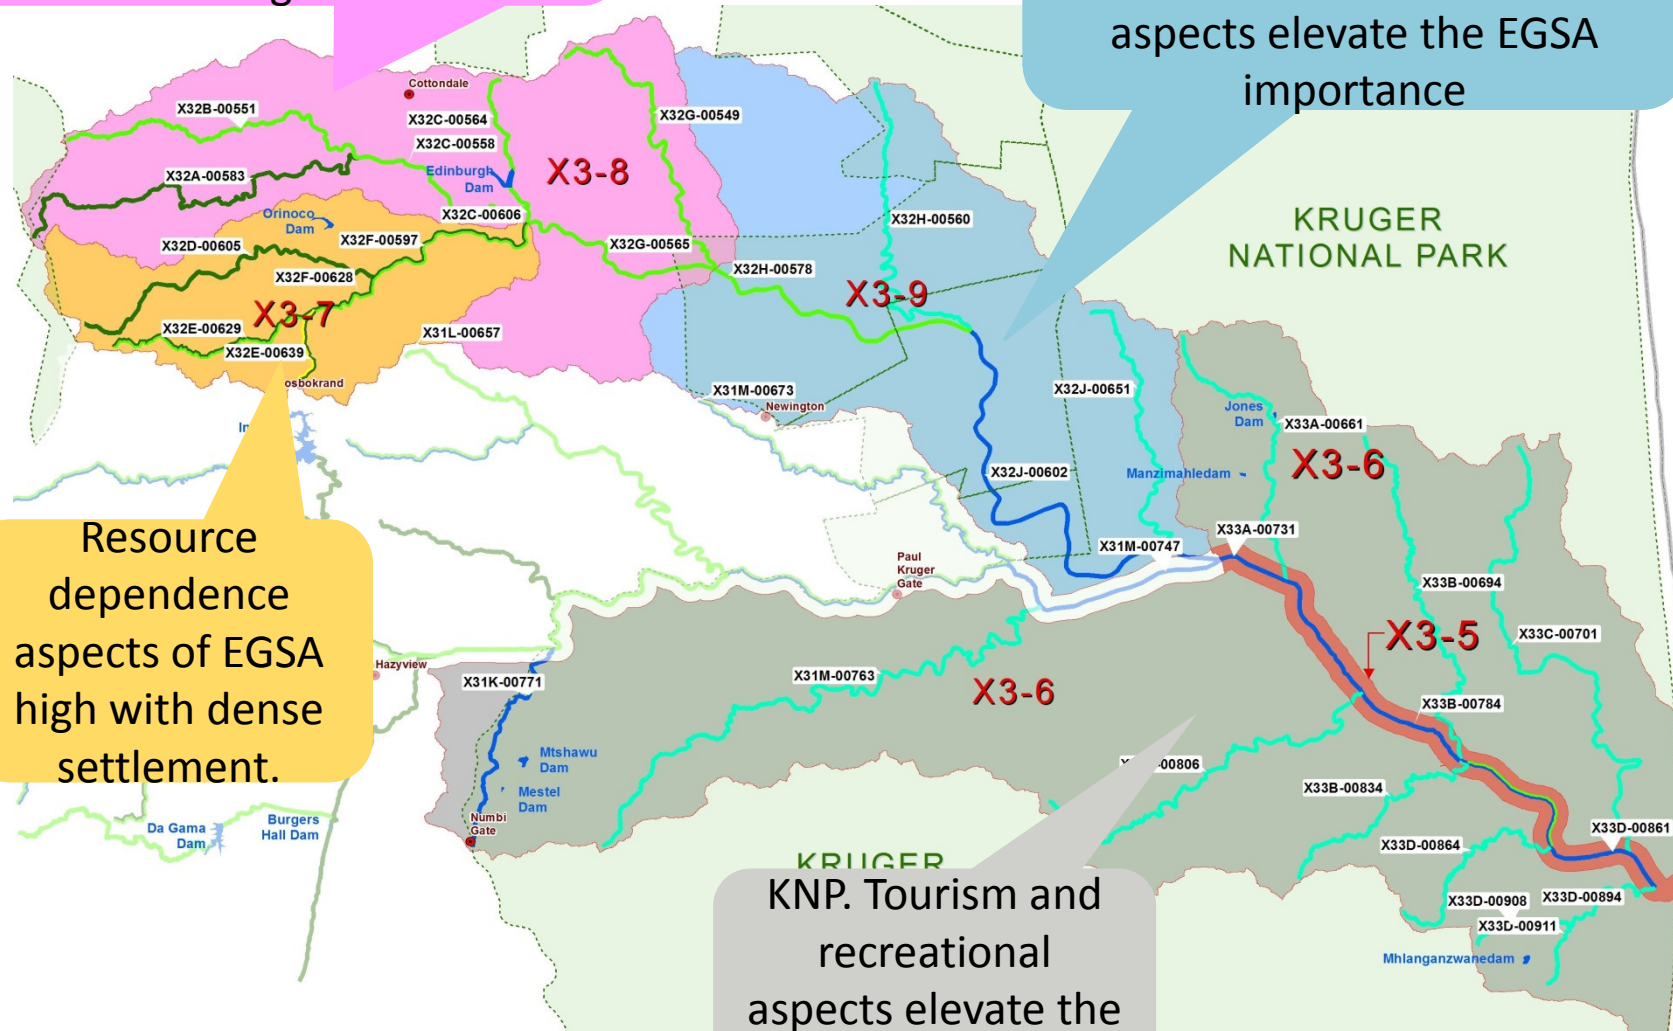 aspects elevate the EGSA
importance
Cottondale
X32B-00551
X32C-00564
X32G-00549
X32C-00558
X3-8
Edinburgh
Dam
X32A-00583
Orinoco
Dam
X32C-00606
X32H-00560
KRUGER
NATIONAL PARK
X32D-00605
X32F-00597
X32G-00565
X32F-00628
X32H-00578
X3-9
X3-7
X32E-00629
X31L-00657
X32E-00639
osbokrand
X31M-00673
Newington
X32J-00651
Jones
Dam
X33A-00661
In
X32J-00602
Manzimahledam
X3-6
Resource
dependence
aspects of EGSA
high with dense
settlement.
X33A-00731
X31M-00747
Paul
Kruger
Gate
X33B-00694
X3-5
X33C-00701
Hazyview
X31K-00771
X31M-00763
X3-6
X33B-00784
Mtshawu
Dam
00806
X33B-00834
Mestel
Dam
Numbi
Gate
Da Gama
Dam
Burgers
Hall Dam
X33D-00861
X33D-00864
KRUGER
KNP. Tourism and
recreational
aspects elevate the
X33D-00908
X33D-00894
X33D-00911
Mhlanganzwanedam